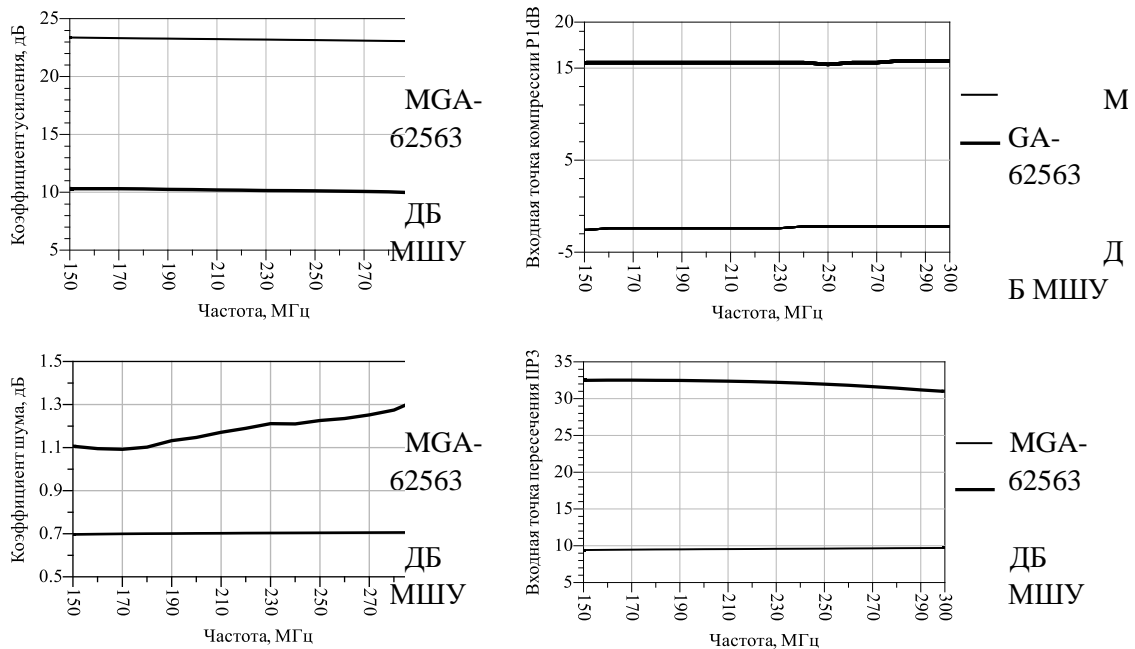 Коэффициентусиления, дБ
25
20
15
10
5
150
170
190
210
230
250
270
Частота, МГц
MGA-
62563
ДБ
МШУ
Входная точка компрессии P1dB
20
15
5
-5
150
170
190
210
230
250
270
290
300
Частота, МГц
M
GA-
62563
Д
Б МШУ
Коэффициент шума, дБ
1.5
1.3
1.1
0.9
0.7
0.5
150
170
190
210
230
250
270
Частота, МГц
MGA-
62563
ДБ
МШУ
Входная точка пересечения IIP3
35
30
25
20
15
10
5
150
170
190
210
230
250
270
290
300
Частота, МГц
MGA-
62563
ДБ
МШУ